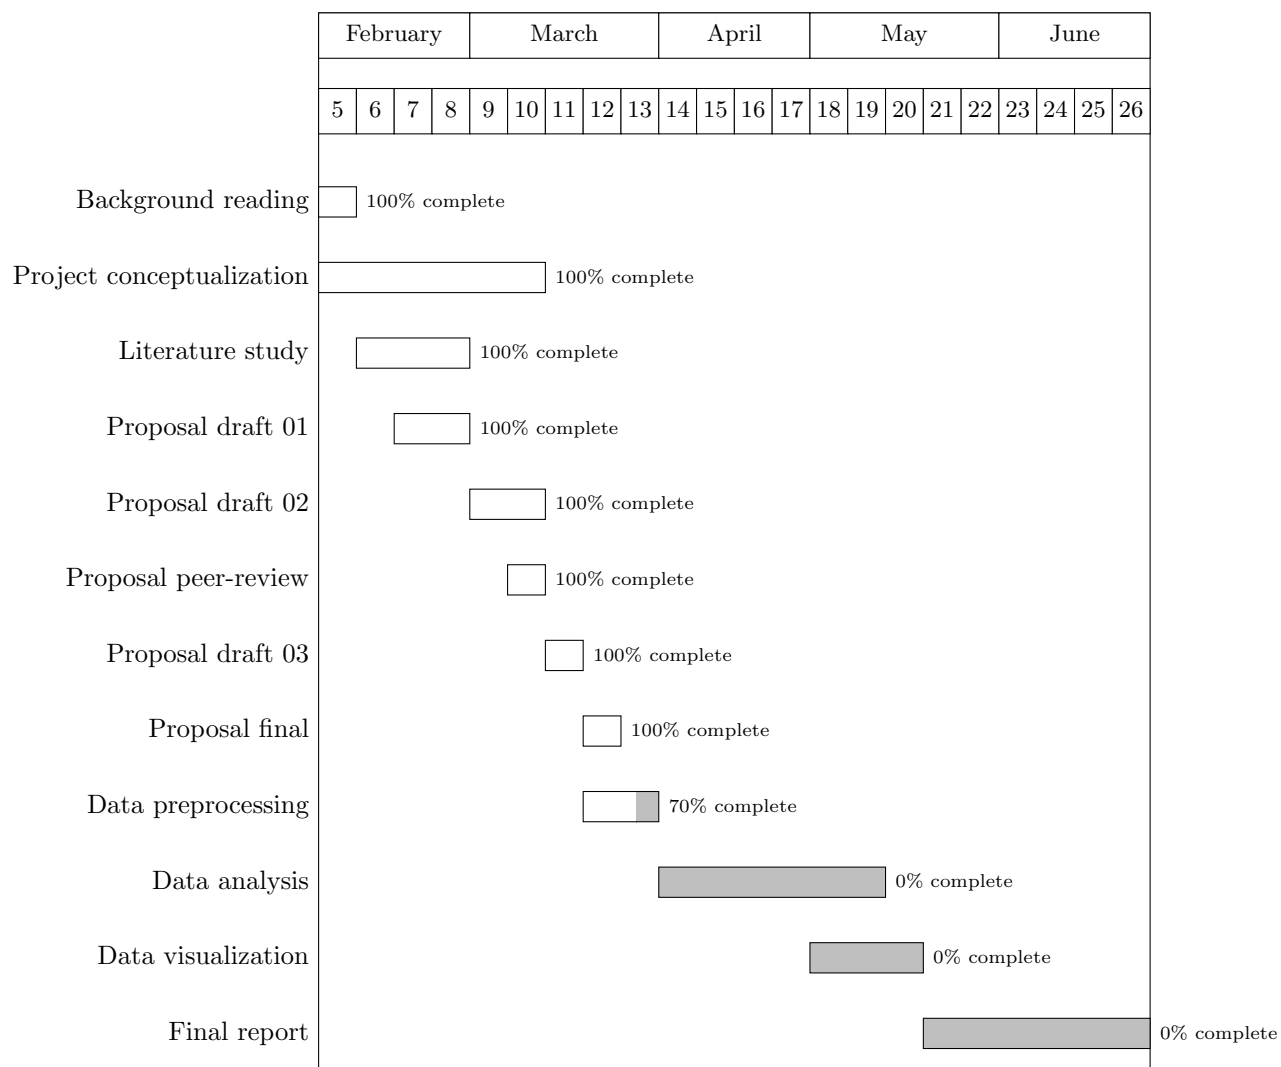 February March April May June
5 6 7 8 9 10 11 12 13 14 15 16 17 18 19 20 21 22 23 24 25 26
Background reading 100% complete
Project conceptualization 100% complete
Literature study 100% complete
Proposal draft 01 100% complete
Proposal draft 02 100% complete
Proposal peer-review 100% complete
Proposal draft 03 100% complete
Proposal final 100% complete
Data preprocessing 70% complete
Data analysis 0% complete
Data visualization 0% complete
Final report 0% complete